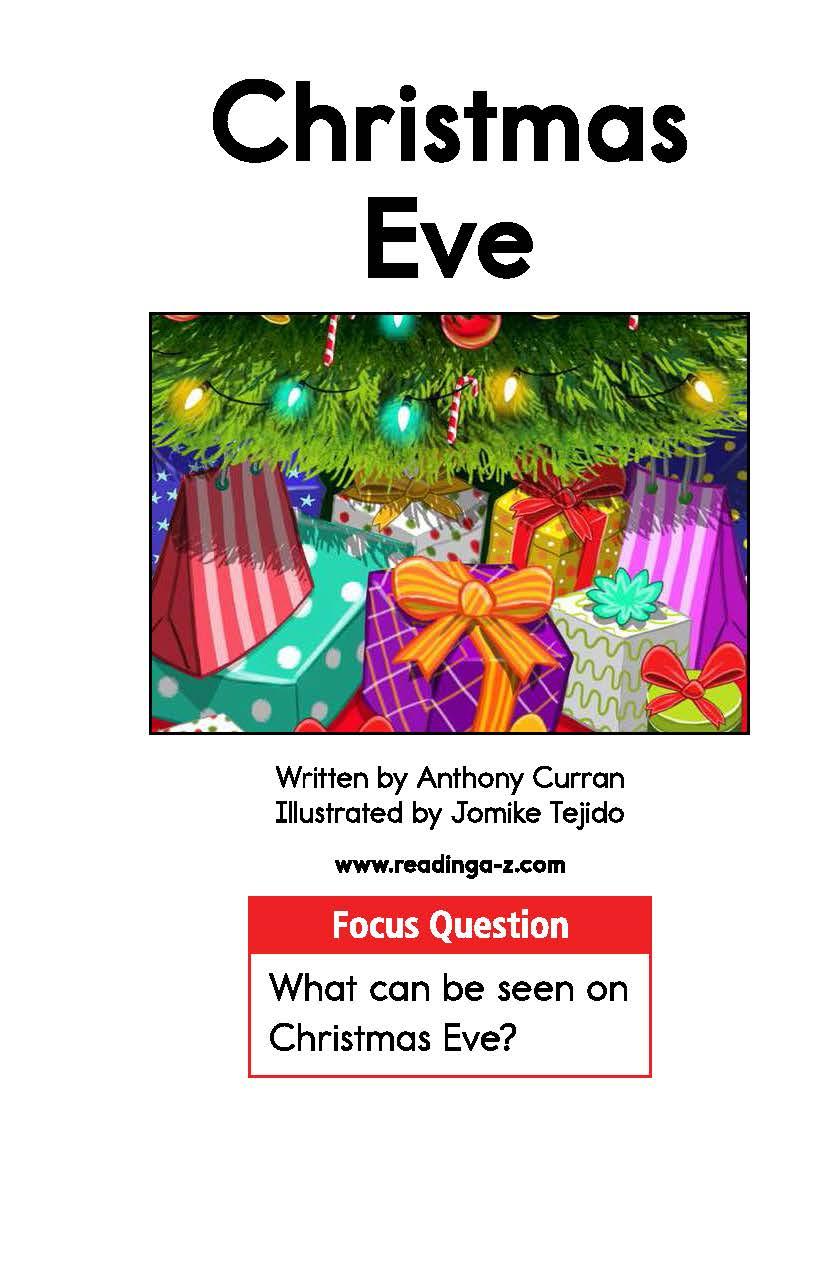 Christmas
Eve
Written by Anthony Curran
Illustrated by Jomike Tejido
www.readinga-z.com
Focus Question
What can be seen on
Christmas Eve?